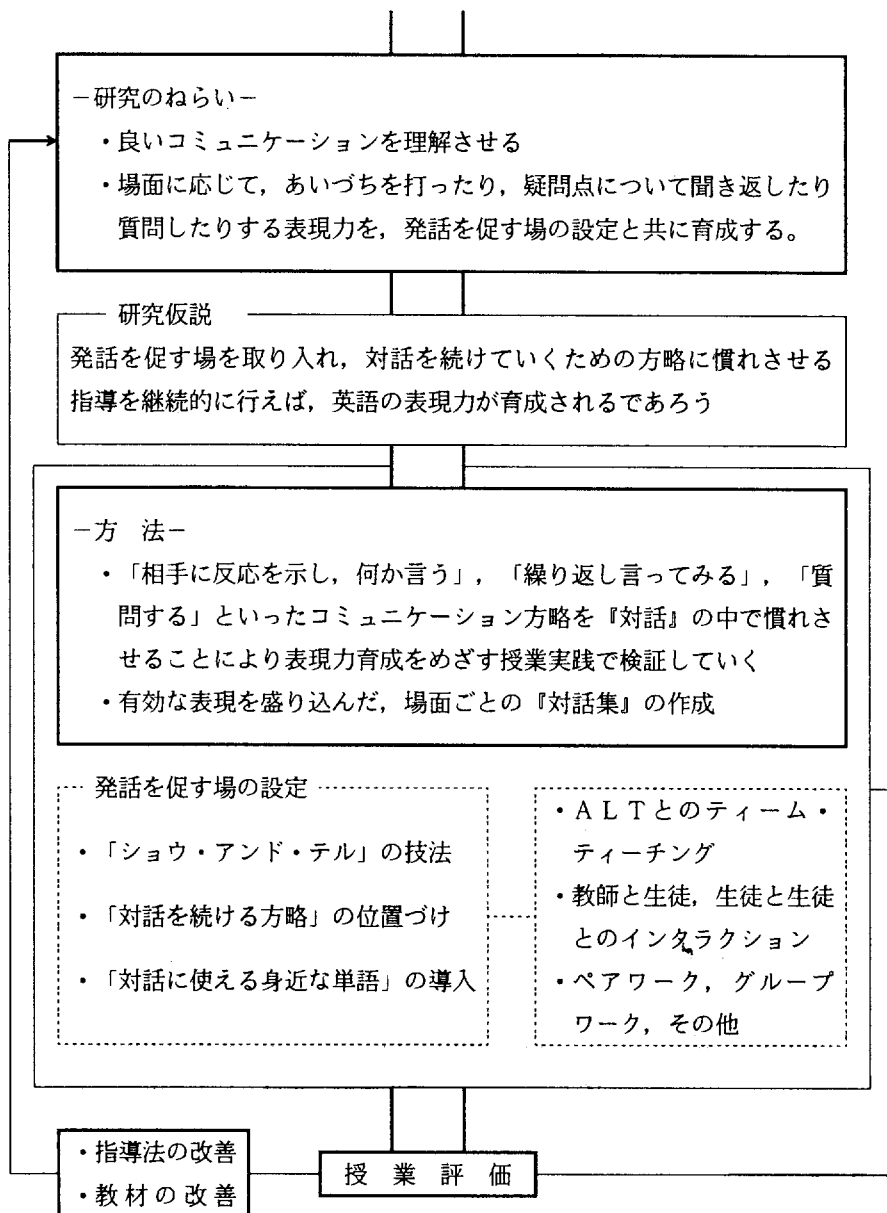 －研究のねらい－
・良いコミュニケーションを理解させる
・場面に応じて，あいづちを打ったり，疑問点について聞き返したり
質問したりする表現力を，発話を促す場の設定と共に育成する。
研究仮説
発話を促す場を取り入れ，対話を続けていくための方略に慣れさせる
指導を継続的に行えば，英語の表現力が育成されるであろう
－方　法－
・「相手に反応を示し，何か言う」，「繰り返し言ってみる」，「質
問する」といったコミュニケーション方略を『対話』の中で慣れさ
せることにより表現力育成をめざす授業実践で検証していく
・有効な表現を盛り込んだ，場面ごとの『対話集』の作成
発話を促す場の設定
・「ショウ・アンド・テル」の技法
・「対話を続ける方略」の位置づけ
・「対話に使える身近な単語」の導入
・ＡＬＴとのティーム・
ティーチング
・教師と生徒，生徒と生徒
とのインタラクション
・ペアワーク，グループ
ワーク，その他
・指導法の改善
・教材の改善
授　業　評　価